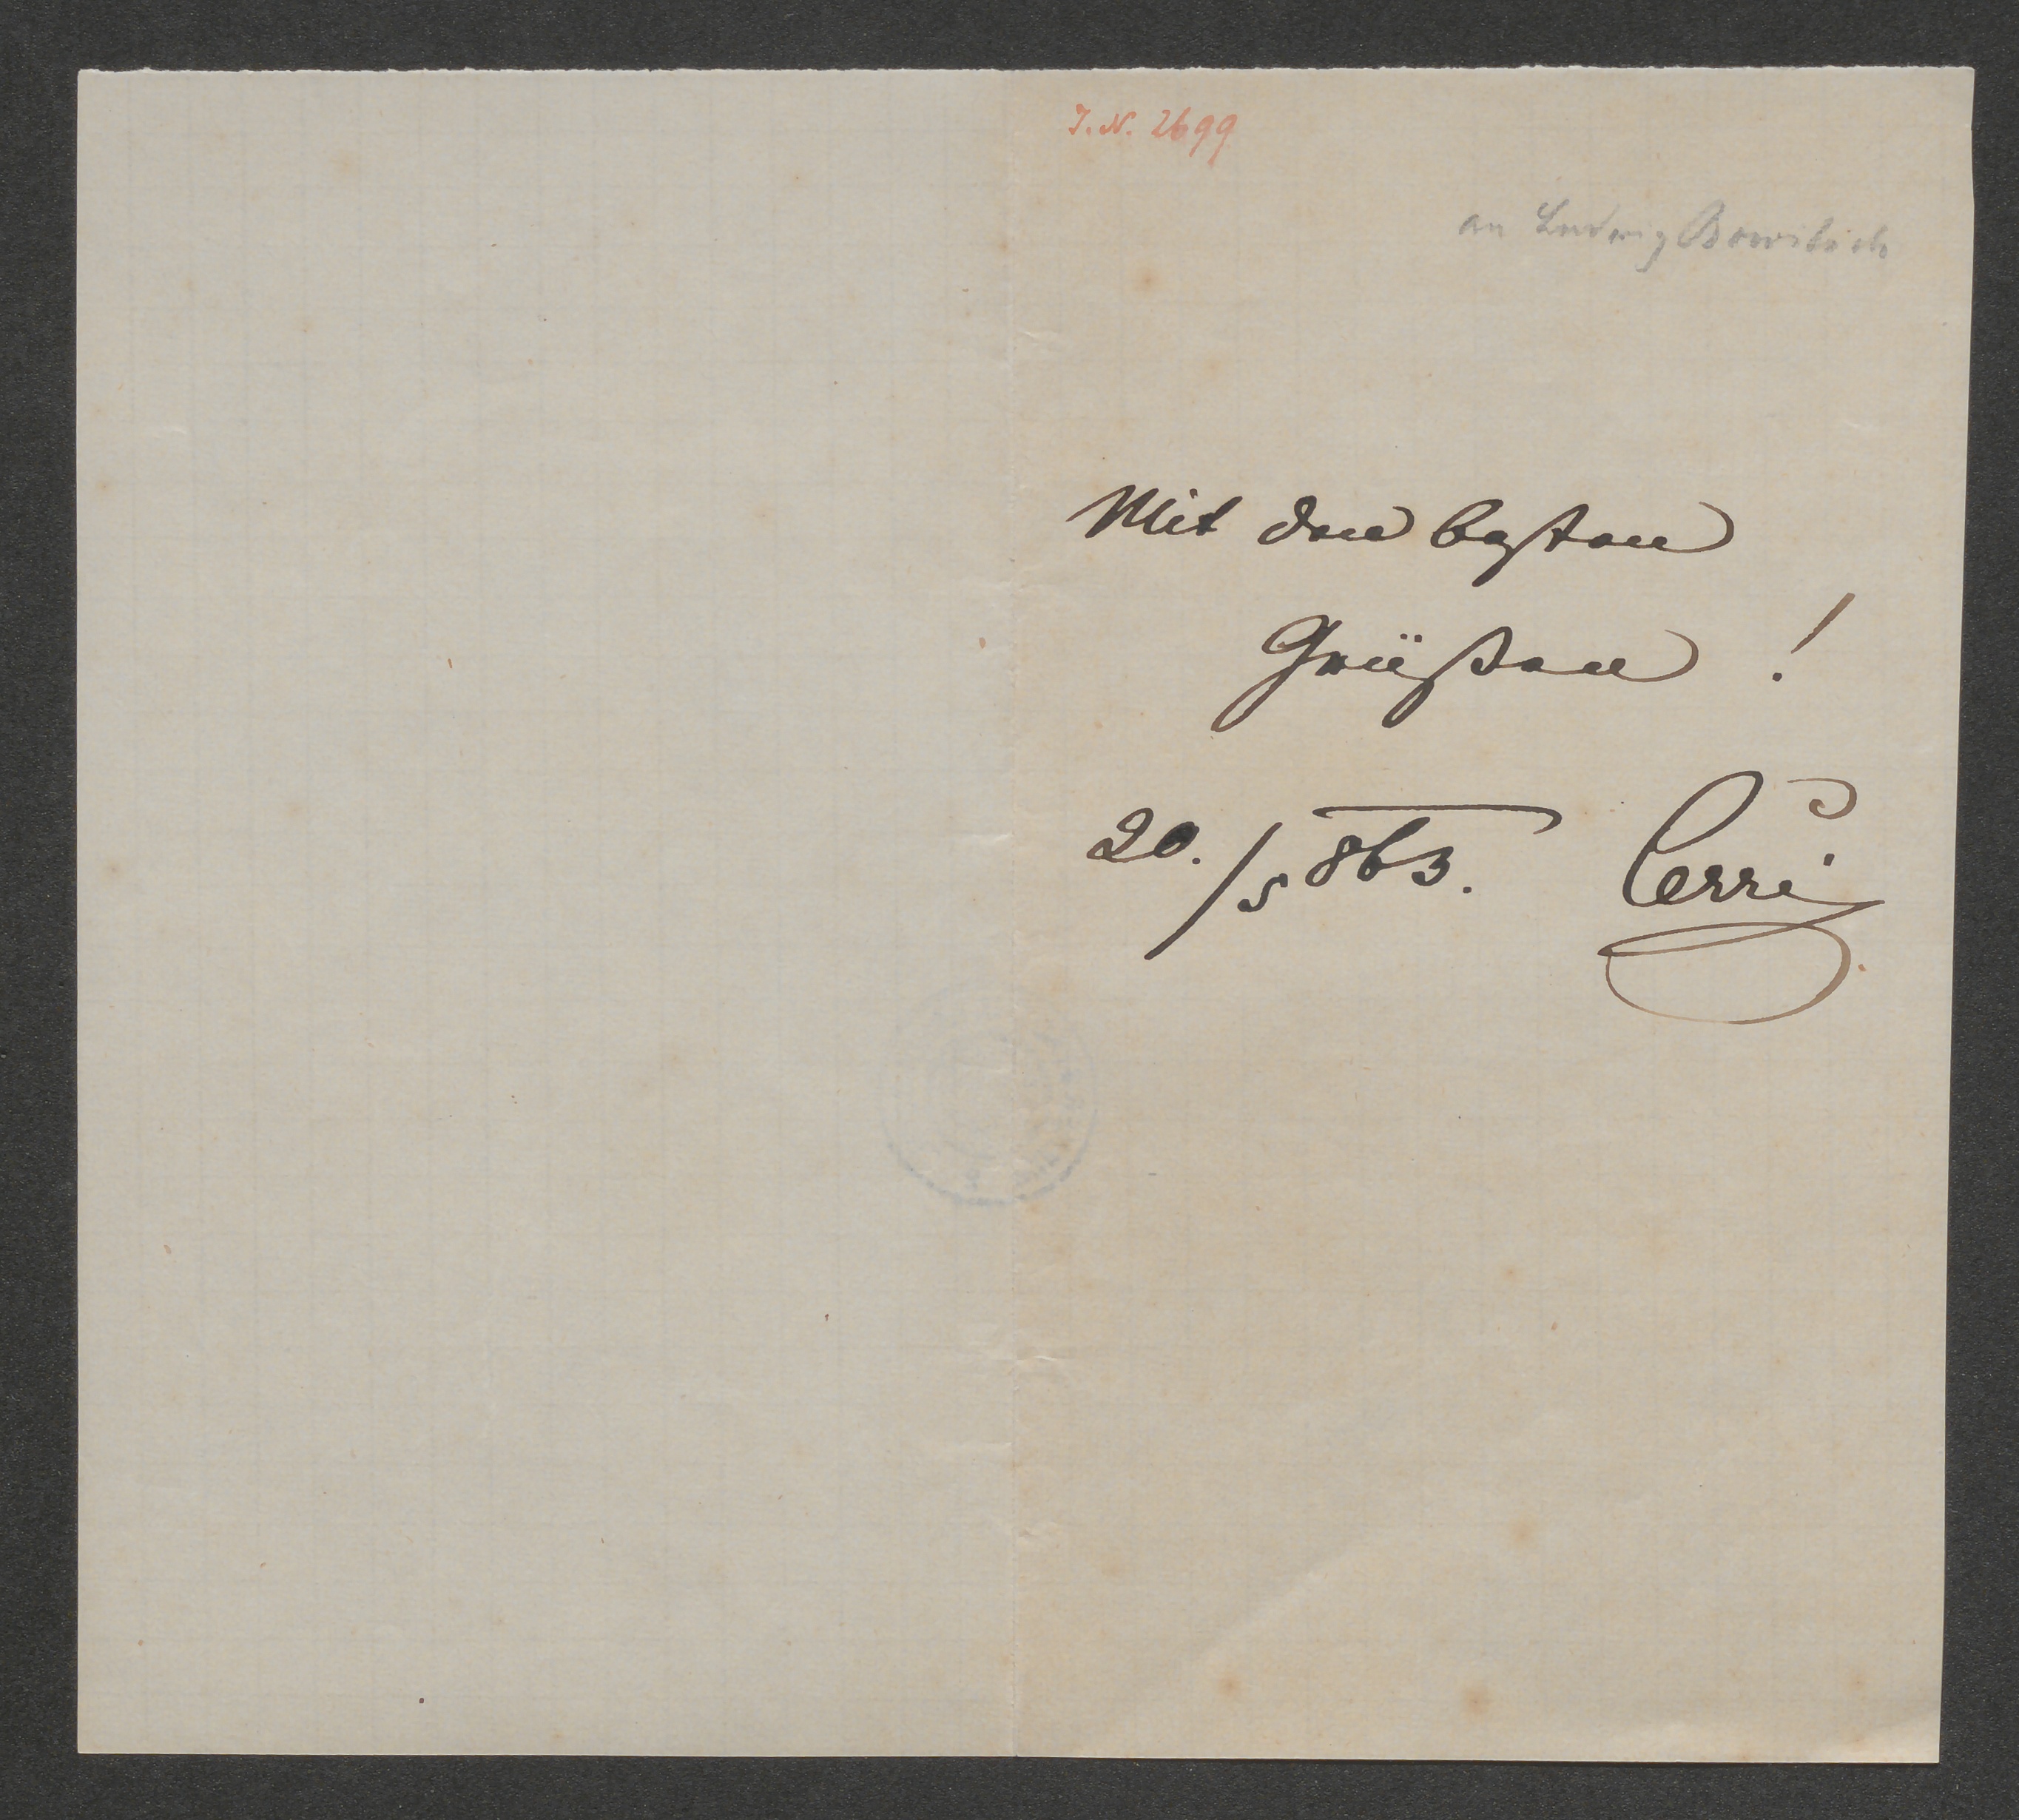 I. N. 2699
an Ludwig Bowitsch
Mit den besten
Grüßen !
20./5 863. Cerri